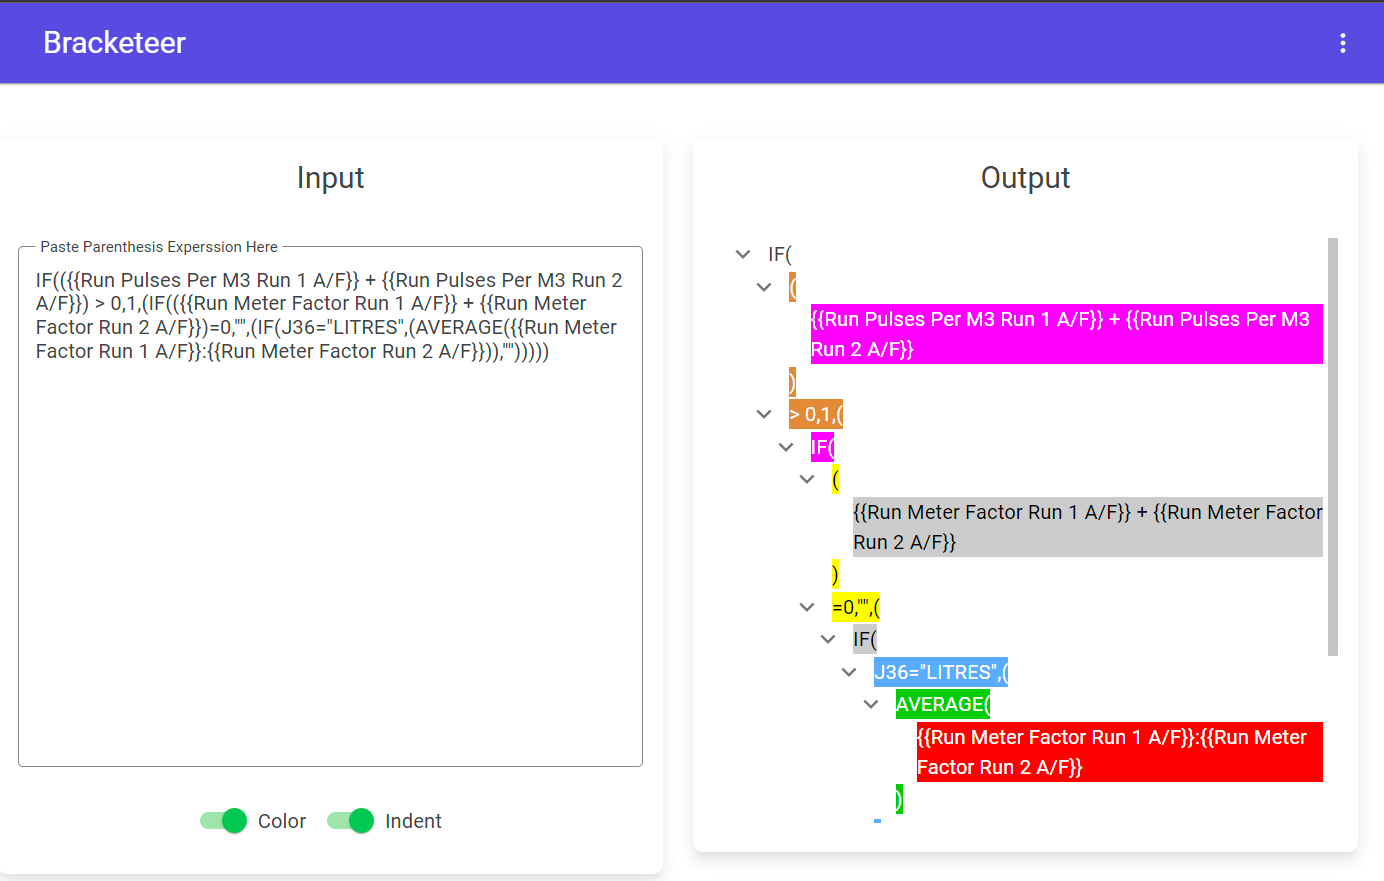 Bracketeer
Input
Paste Parenthesis Experssion Here
IF(({{Run Pulses Per M3 Run 1 A/F}} + {{Run Pulses Per M3 Run 2
A/F}}) > 0,1,(IF(({{Run Meter Factor Run 1 A/F}} + {{Run Meter
Factor Run 2 A/F}})=0,"",(IF(J36="LITRES",(AVERAGE({{Run Meter
Factor Run 1 A/F}}:{{Run Meter Factor Run 2 A/F}})),"")))))
Color
Indent
Output
IF(
(
{{Run Pulses Per M3 Run 1 A/F}} + {{Run Pulses Per M3
Run 2 A/F}}
)
> 0,1,(
IF(
(
{{Run Meter Factor Run 1 A/F}} + {{Run Meter Factor
Run 2 A/F}}
)
=0,"",(
IF(
J36="LITRES",(
AVERAGE(
{{Run Meter Factor Run 1 A/F}}:{{Run Meter
Factor Run 2 A/F}}
)